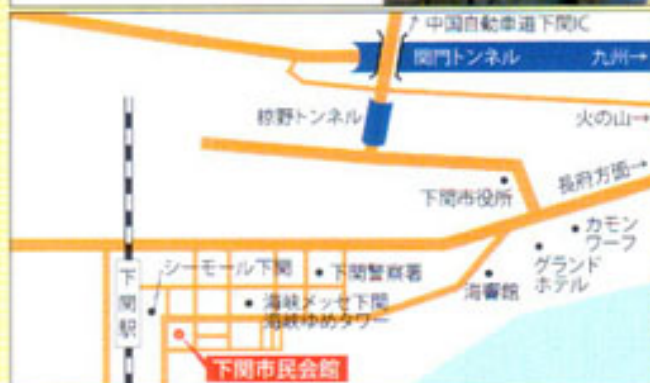 ↑中国自動車道下関IC
関門トンネル
九州→
椋野トンネル
火の山→
長府方面→
下関市役所
カモン
ワーフ
グランド
ホテル
海響館
シーモール下関
下関警察署
下関駅
海峡メッセ下関
海峡ゆめタワー
下関市民会館